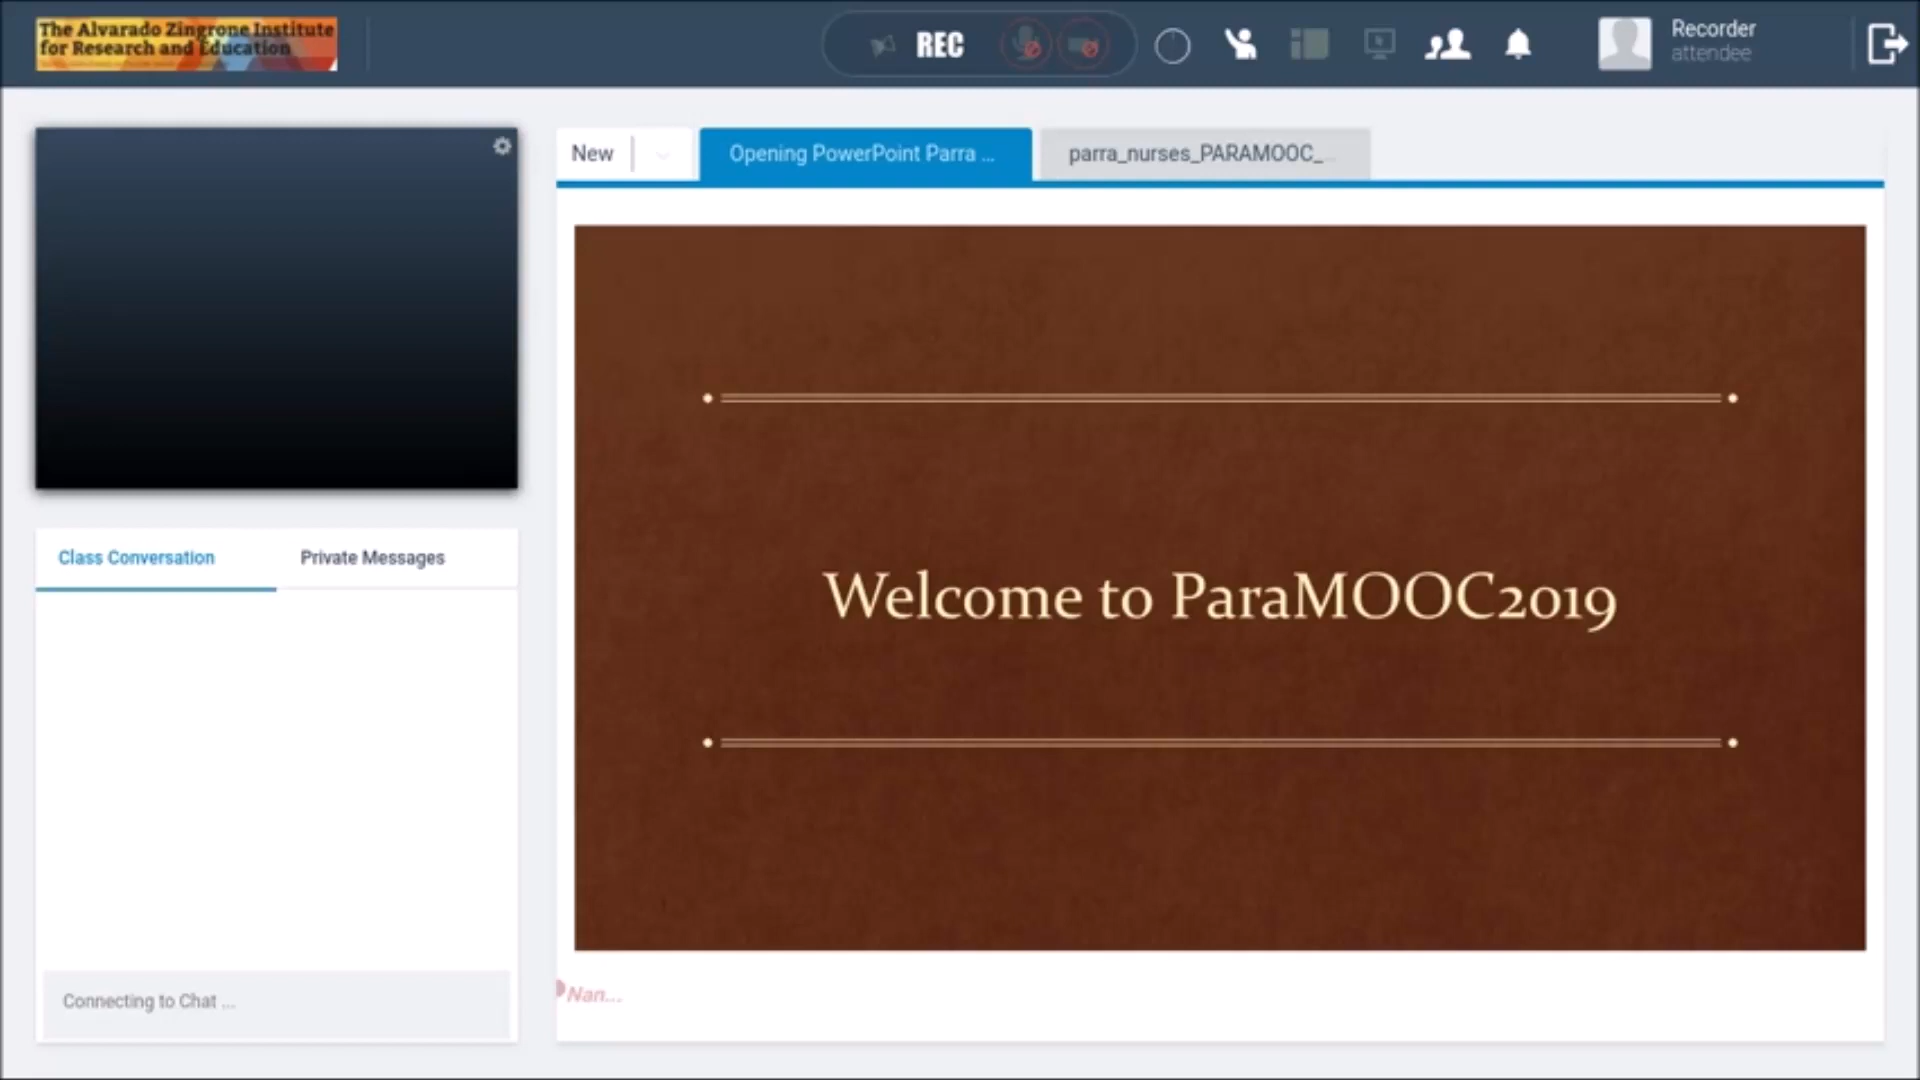 The Alvarado Zingrone Institute
for Research and Education
REC
Recorder
attendee
New
Opening PowerPoint Parra ...
parra_nurses_PARAMOOC_...
Welcome to ParaMOOC2019
Class Conversation
Private Messages
Connecting to Chat ...
Nan...